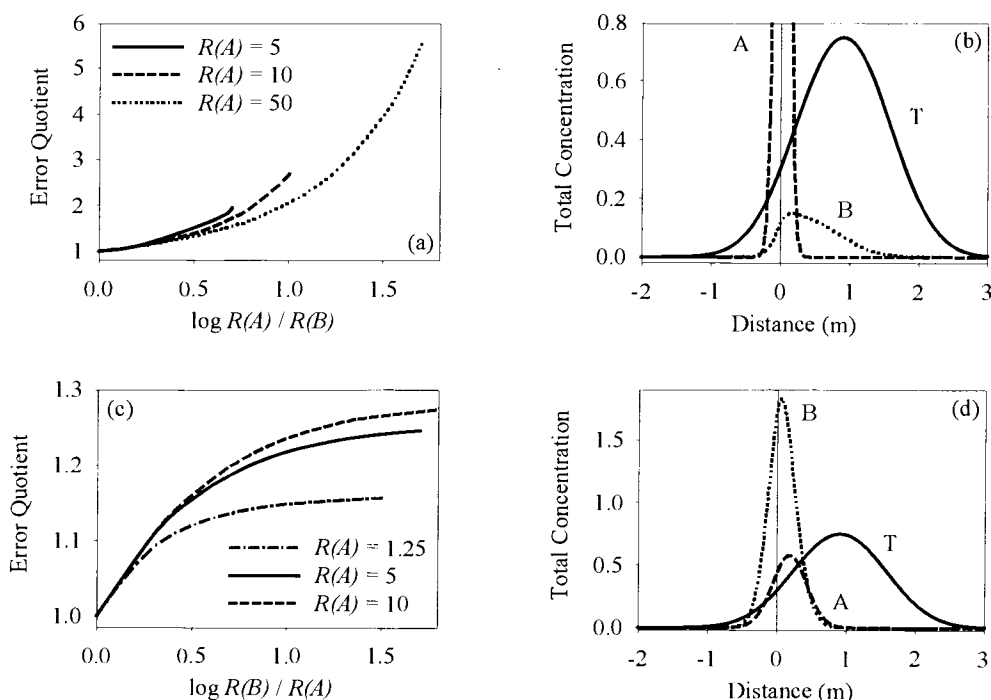 6
5
4
3
2
1
Error Quotient
R(A) = 5
R(A) = 10
R(A) = 50
(a)
0.0 0.5 1.0 1.5
log R(A) / R(B)
0.8
0.6
0.4
0.2
0.0
Total Concentration
A
(b)
T
B
-2 -1 0 1 2 3
Distance (m)
1.3
1.2
1.1
1.0
Error Quotient
(c)
R(A) = 1.25
R(A) = 5
R(A) = 10
0.0 0.5 1.0 1.5
log R(B) / R(A)
1.5
1.0
0.5
0.0
Total Concentration
B
(d)
T
A
-2 -1 0 1 2 3
Distance (m)